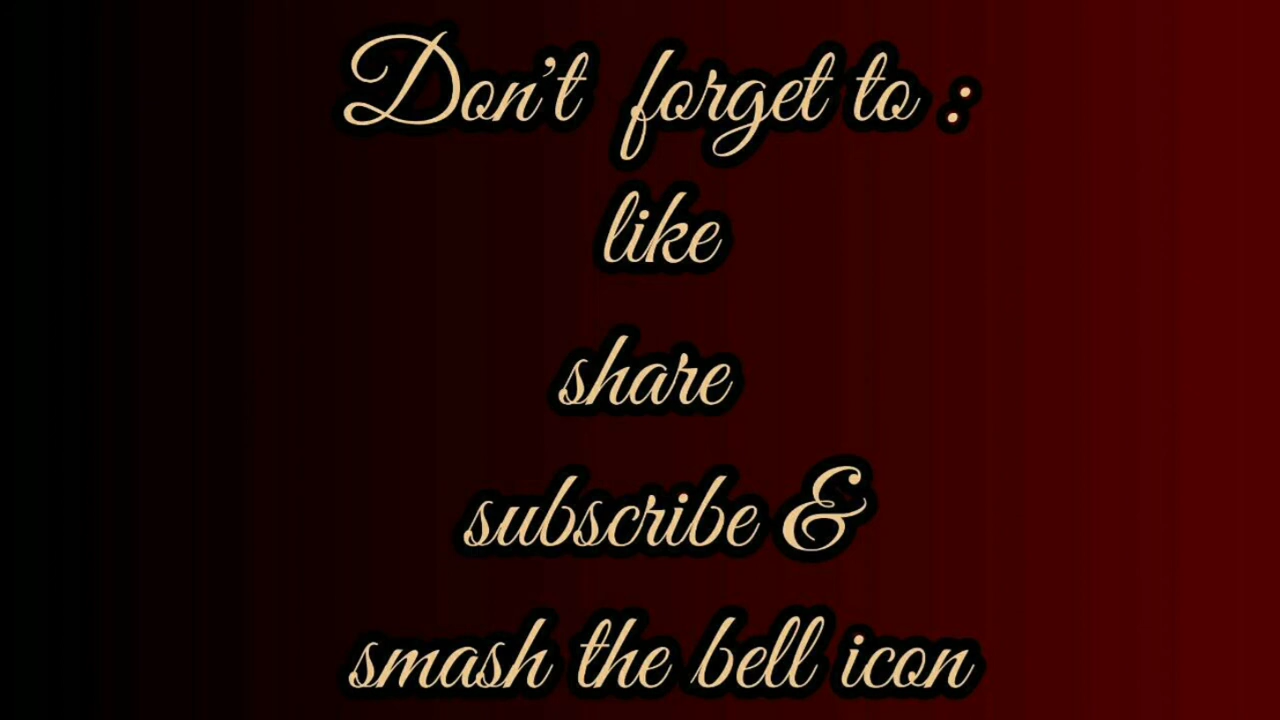 Don't forget to :
like
share
subscribe &
smash the bell icon